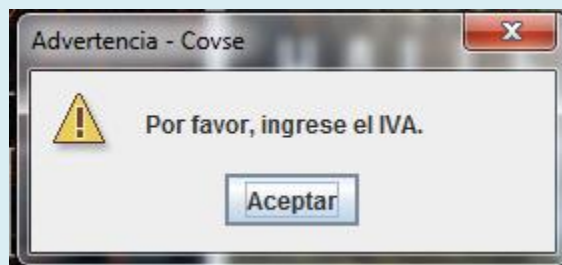 Advertencia - Covse
Por favor, ingrese el IVA.
Aceptar